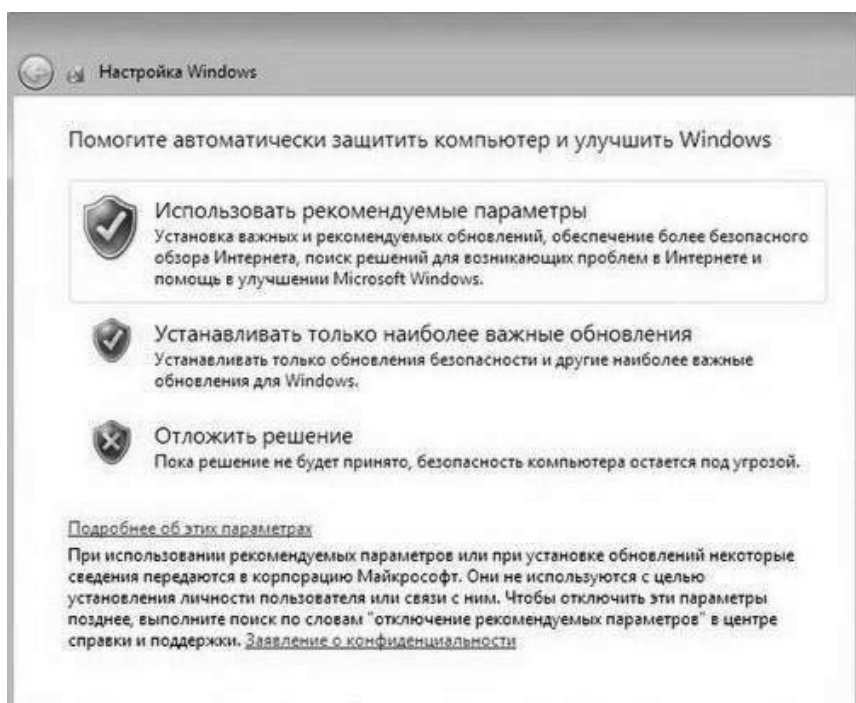 Настройка Windows
Помогите автоматически защитить компьютер и улучшить Windows
Использовать рекомендуемые параметры
Установка важных и рекомендуемых обновлений, обеспечение более безопасного
обзора Интернета, поиск решений для возникающих проблем в Интернете и
помощь в улучшении Microsoft Windows.
Устанавливать только наиболее важные обновления
Устанавливать только обновления безопасности и другие наиболее важные
обновления для Windows.
Отложить решение
Пока решение не будет принято, безопасность компьютера остается под угрозой.
Подробнее об этих параметрах
При использовании рекомендуемых параметров или при установке обновлений некоторые
сведения передаются в корпорацию Майкрософт. Они не используются с целью
установления личности пользователя или связи с ним. Чтобы отключить эти параметры
позднее, выполните поиск по словам "отключение рекомендуемых параметров" в центре
справки и поддержки. Заявление о конфиденциальности